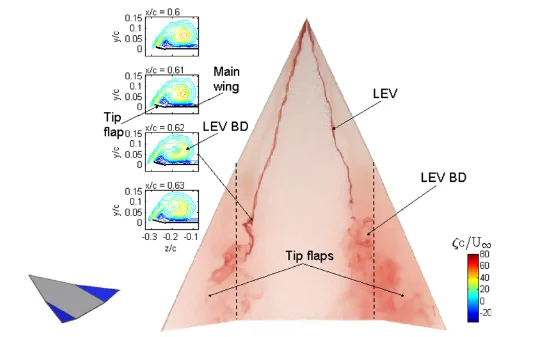 x/c = 0.6
0.15
0.1
0.05
0
y/c
x/c = 0.61
0.15
0.1
0.05
0
y/c
Main
wing
Tip
flap
x/c = 0.62
0.15
0.1
0.05
0
y/c
LEV BD
x/c = 0.63
0.15
0.1
0.05
0
y/c
-0.3 -0.2 -0.1
z/c
LEV
LEV BD
Tip flaps
ζc/U∞
80
60
40
20
0
-20